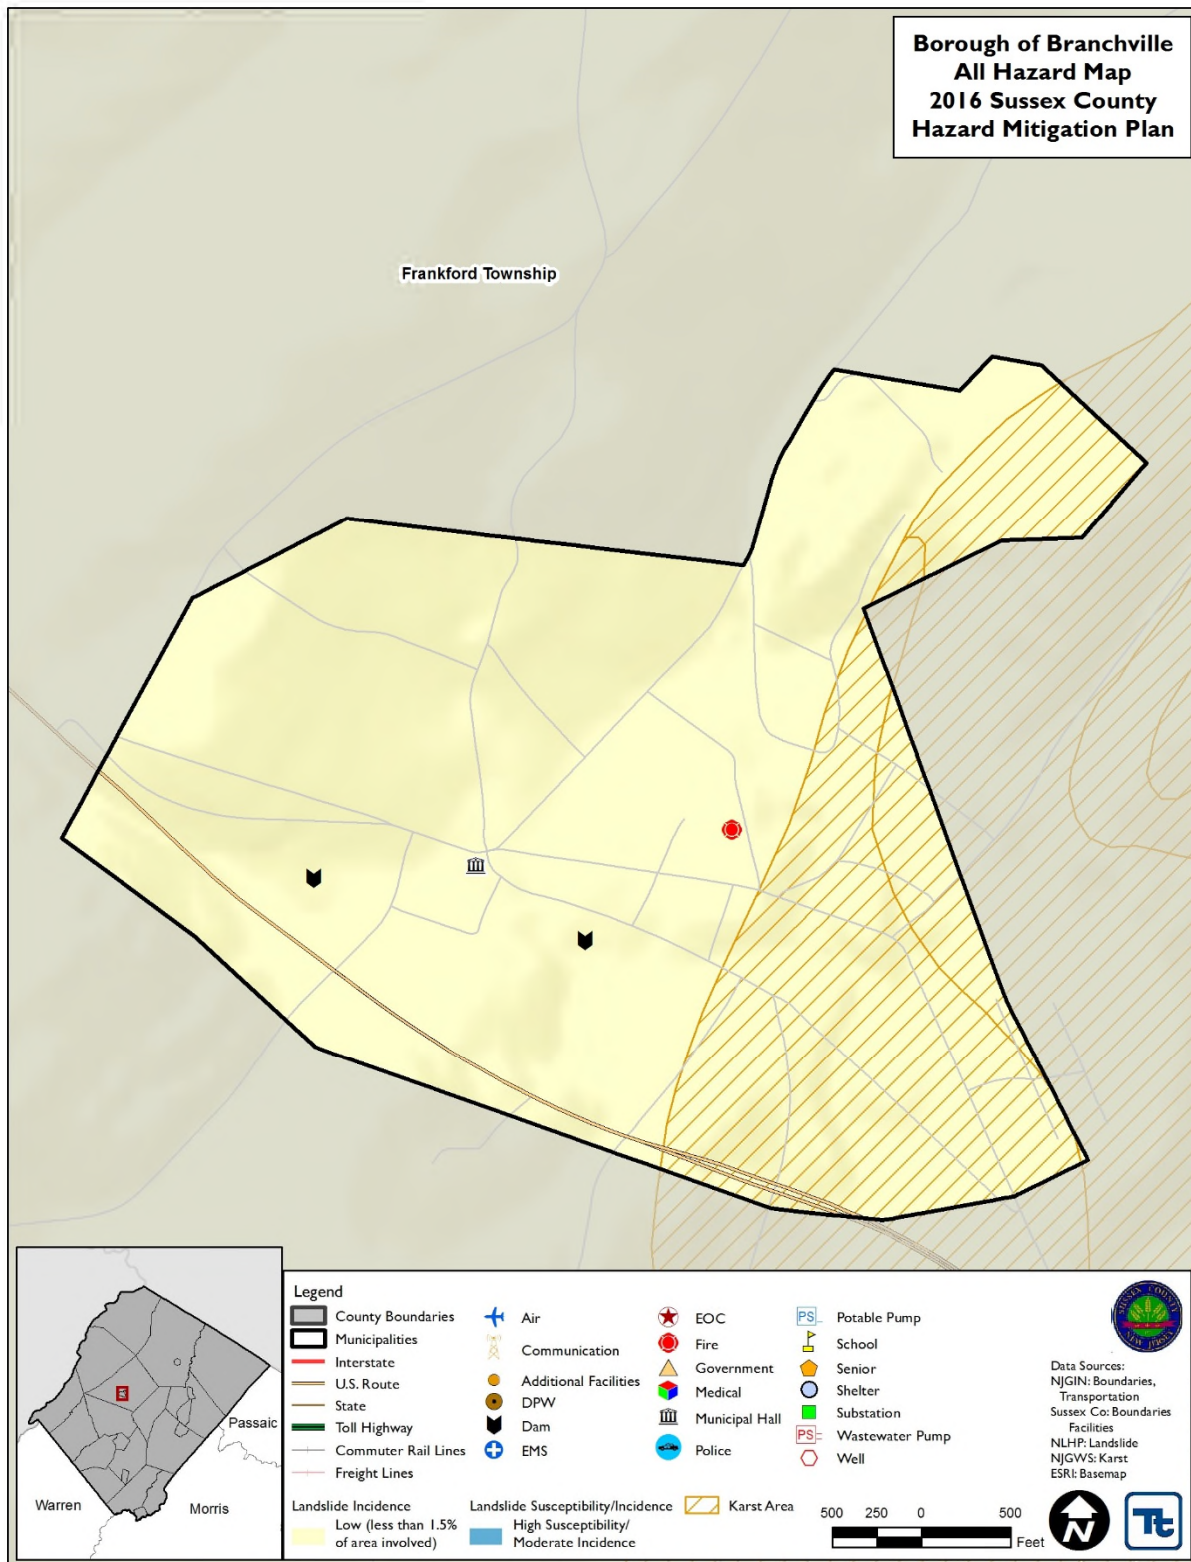 Borough of Branchville
All Hazard Map
2016 Sussex County
Hazard Mitigation Plan
Frankford Township
Passaic
Warren
Morris
Legend
County Boundaries
Municipalities
Interstate
U.S. Route
State
Toll Highway
Commuter Rail Lines
Freight Lines
Air
Communication
Additional Facilities
DPW
Dam
EMS
EOC
Fire
Government
Medical
Municipal Hall
Police
PS Potable Pump
School
Senior
Shelter
Substation
PS Wastewater Pump
Well
Landslide Incidence
Low (less than 1.5%
of area involved)
Landslide Susceptibility/Incidence
High Susceptibility/
Moderate Incidence
Karst Area
SUSSEX COUNTY
NEW JERSEY
Data Sources:
NJGIN: Boundaries,
Transportation
Sussex Co: Boundaries
Facilities
NLHP: Landslide
NJGWS: Karst
ESRI: Basemap
500 250 0 500
Feet
N
Tt